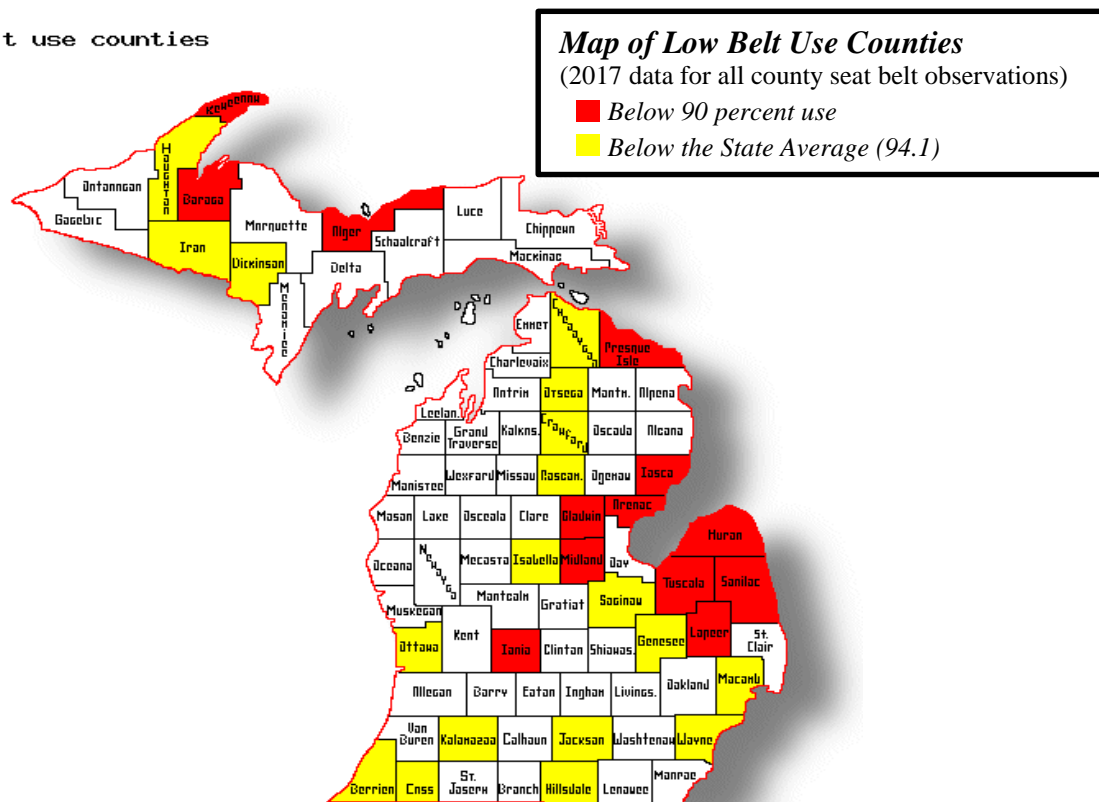 t use counties
Map of Low Belt Use Counties
(2017 data for all county seat belt observations)
Below 90 percent use
Below the State Average (94.1)
Keweenaw
Houghton
Ontonagon
Baraga
Gogebic
Marquette
Alger
Luce
Iron
Dickinson
Schoolcraft
Chippewa
Delta
Mackinac
Menominee
Emmet
Cheboygan
Presque
Isle
Charlevoix
Antrim
Otsego
Montm.
Alpena
Leelan.
Benzie
Grand
Traverse
Kalkns.
Crawford
Oscoda
Alcona
Manistee
Wexford
Missau
Roscom.
Ogemaw
Iosco
Mason
Lake
Osceola
Clare
Gladwin
Arenac
Huron
Oceana
Newaygo
Mecosta
Isabella
Midland
Bay
Tuscola
Sanilac
Muskegon
Montcalm
Gratiot
Saginaw
Ottawa
Kent
Ionia
Clinton
Shiawas.
Genesee
Lapeer
St.
Clair
Allegan
Barry
Eaton
Ingham
Livings.
Oakland
Macomb
Van
Buren
Kalamazoo
Calhoun
Jackson
Washtenaw
Wayne
Berrien
Cass
St.
Joseph
Branch
Hillsdale
Lenawee
Monroe